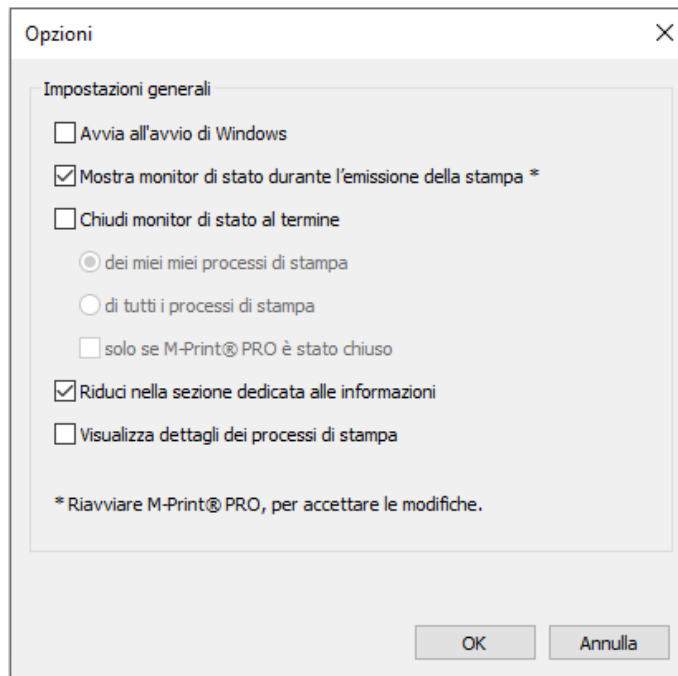 Opzioni
Impostazioni generali
Avvia all'avvio di Windows
Mostra monitor di stato durante l’emissione della stampa *
Chiudi monitor di stato al termine
dei miei miei processi di stampa
di tutti i processi di stampa
solo se M-Print® PRO è stato chiuso
Riduci nella sezione dedicata alle informazioni
Visualizza dettagli dei processi di stampa
* Riavviare M-Print® PRO, per accettare le modifiche.
OK
Annulla